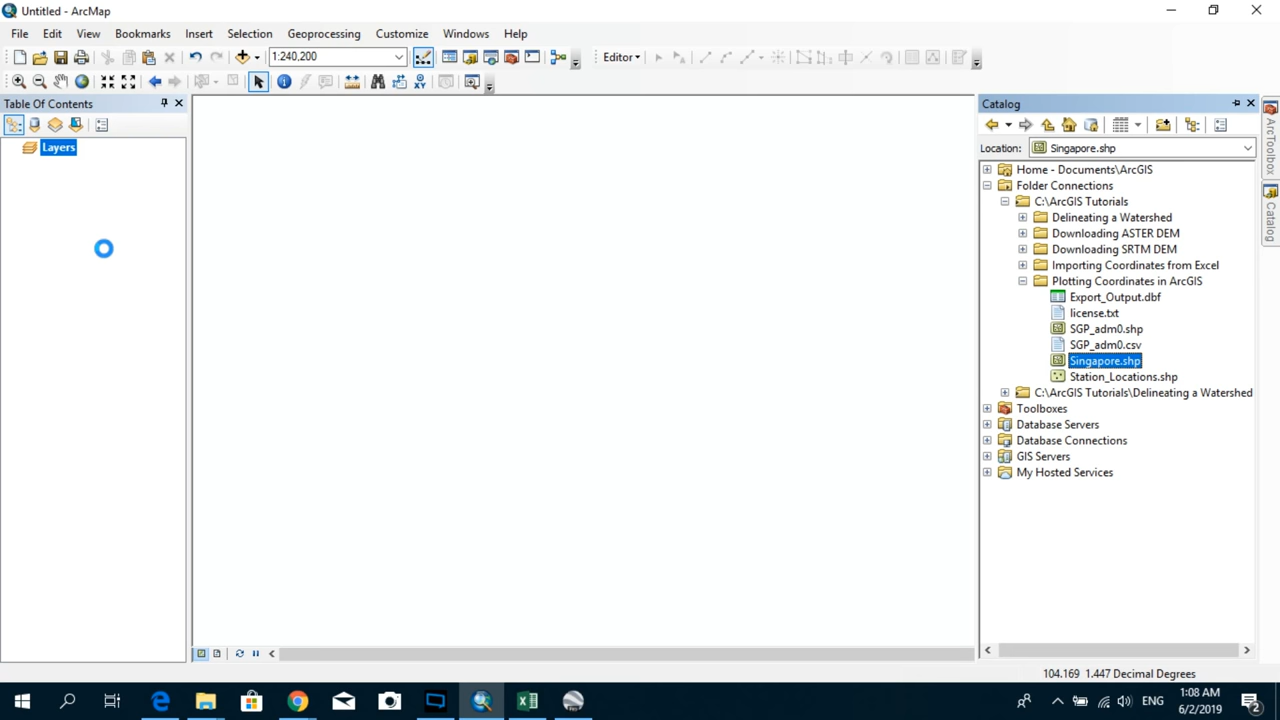 Untitled - ArcMap
File Edit View Bookmarks Insert Selection Geoprocessing Customize Windows Help
1:240,200 Editor
Table Of Contents
Layers
Catalog
Location: Singapore.shp
Home - Documents\ArcGIS
Folder Connections
C:\ArcGIS Tutorials
Delineating a Watershed
Downloading ASTER DEM
Downloading SRTM DEM
Importing Coordinates from Excel
Plotting Coordinates in ArcGIS
Export_Output.dbf
license.txt
SGP_adm0.shp
SGP_adm0.csv
Singapore.shp
Station_Locations.shp
C:\ArcGIS Tutorials\Delineating a Watershed
Toolboxes
Database Servers
Database Connections
GIS Servers
My Hosted Services
ArcToolbox
Catalog
104.169 1.447 Decimal Degrees
ENG
1:08 AM
6/2/2019
2